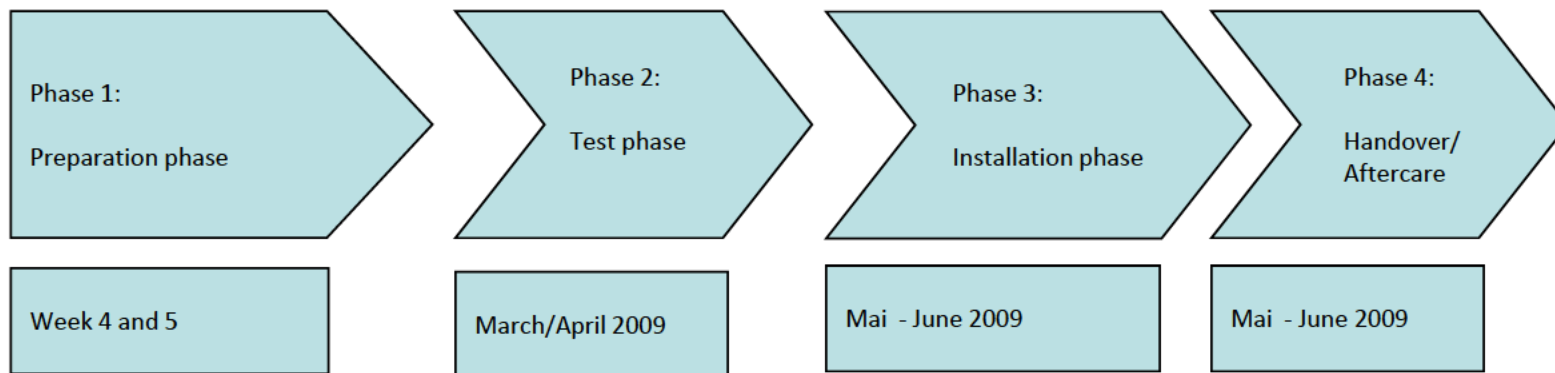 Phase 1:
Preparation phase
Phase 2:
Test phase
Phase 3:
Installation phase
Phase 4:
Handover/
Aftercare
Week 4 and 5
March/April 2009
Mai - June 2009
Mai - June 2009